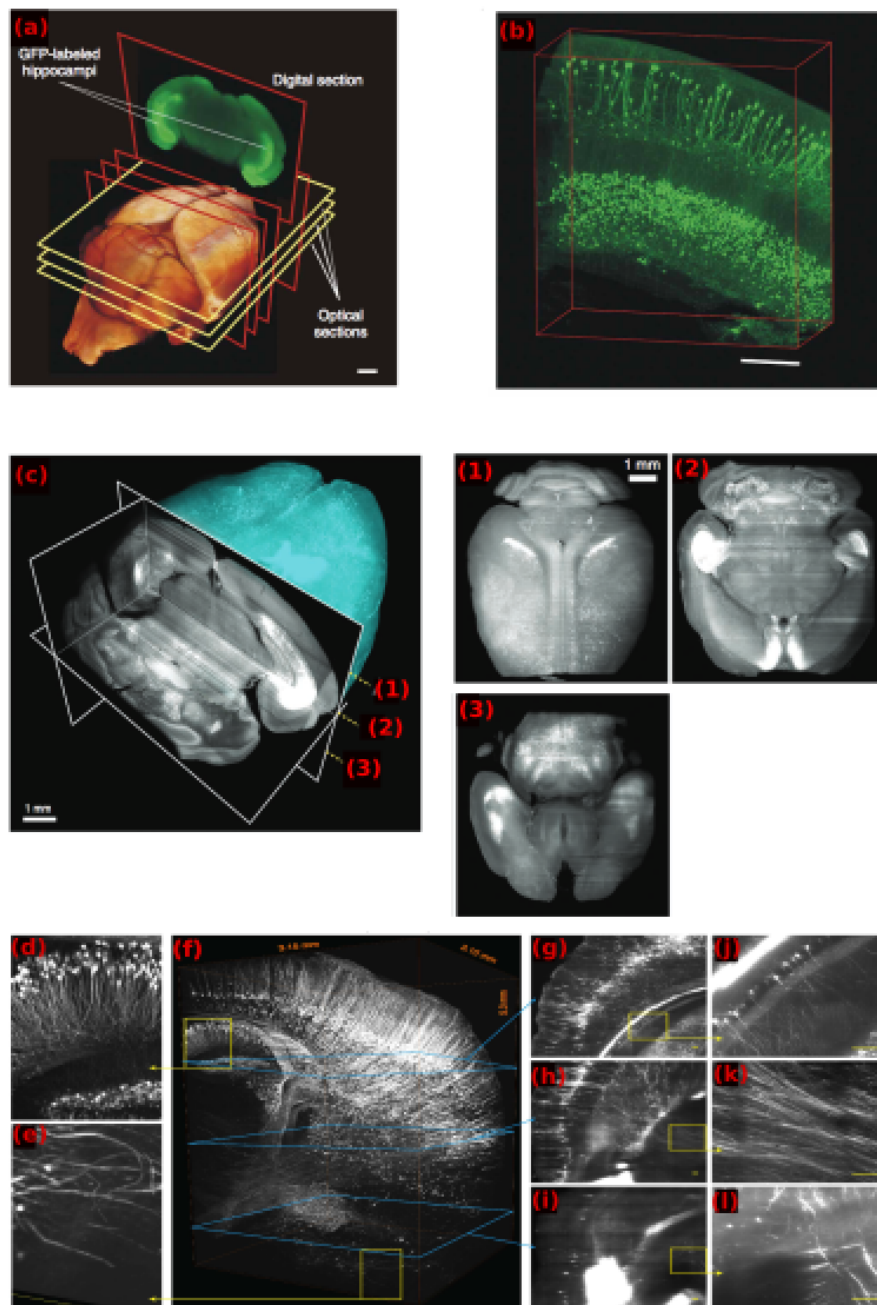 (a)
GFP-labeled
hippocampi
Digital section
Optical
sections
(b)
(c)
(1)
(2)
(3)
1 mm
(1)
1 mm
(2)
(3)
(d)
(f)
(g)
(j)
(h)
(k)
(e)
(i)
(l)